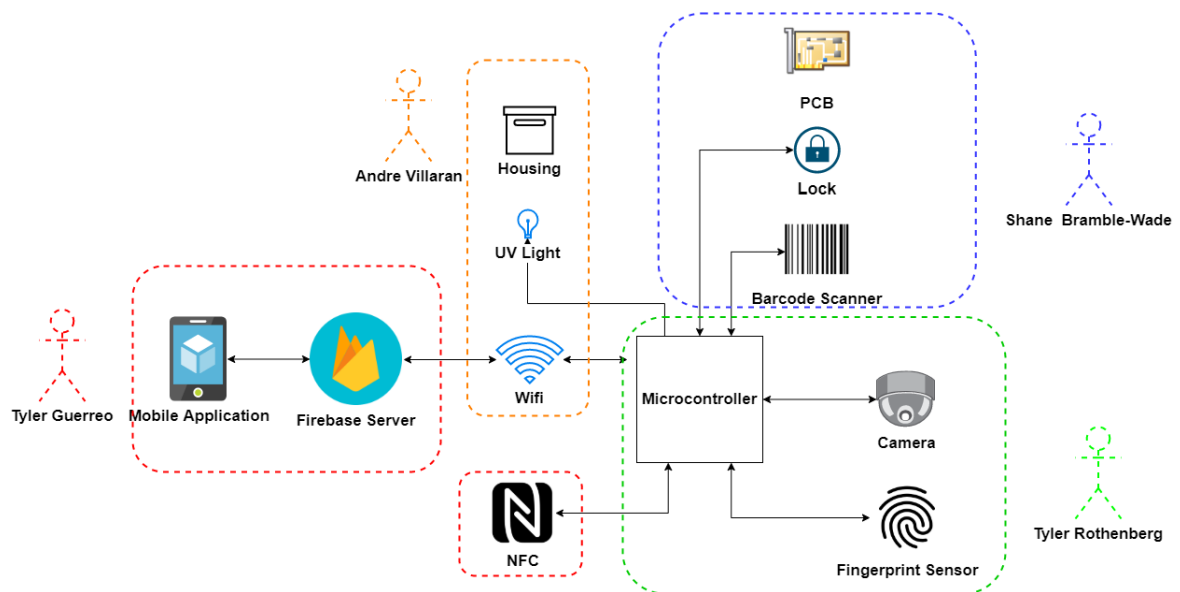 PCB
Andre Villaran
Housing
Lock
Shane Bramble-Wade
UV Light
Barcode Scanner
Tyler Guerreo
Mobile Application
Firebase Server
Wifi
Microcontroller
Camera
Tyler Rothenberg
NFC
Fingerprint Sensor